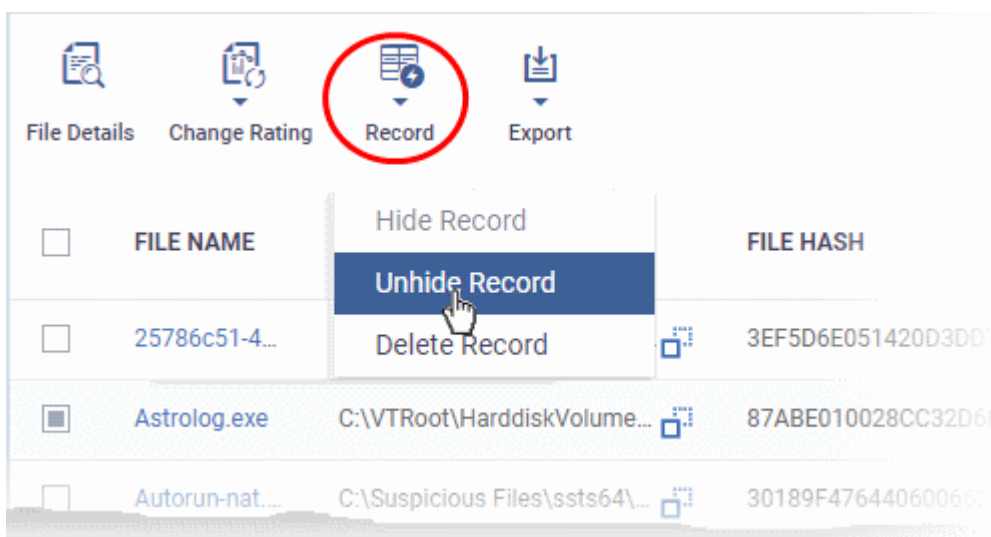 File Details Change Rating Record Export
Hide Record
FILE NAME FILE HASH
Unhide Record
25786c51-4... 3EF5D6E051420D3DD
Delete Record
Astrolog.exe C:\VTRoot\HarddiskVolume... 87ABE010028CC32D6
Autorun-nat.... C:\Suspicious Files\ssts64\... 30189F4764406006